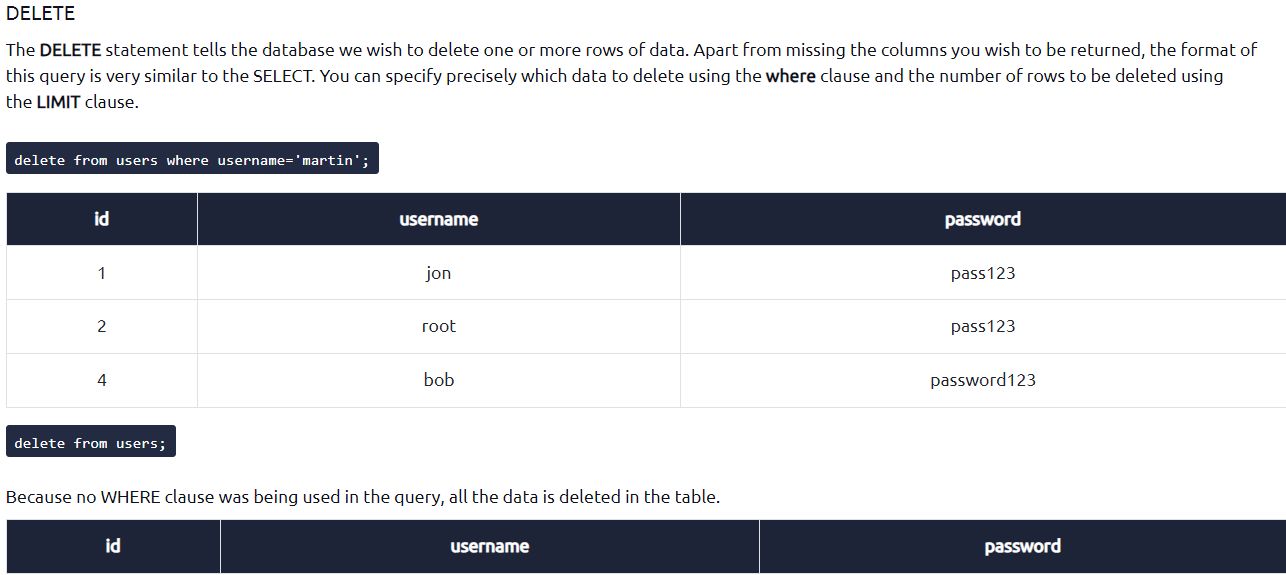 DELETE
The DELETE statement tells the database we wish to delete one or more rows of data. Apart from missing the columns you wish to be returned, the format of
this query is very similar to the SELECT. You can specify precisely which data to delete using the where clause and the number of rows to be deleted using
the LIMIT clause.
delete from users where username='martin';
id username password
1 jon pass123
2 root pass123
4 bob password123
delete from users;
Because no WHERE clause was being used in the query, all the data is deleted in the table.
id username password